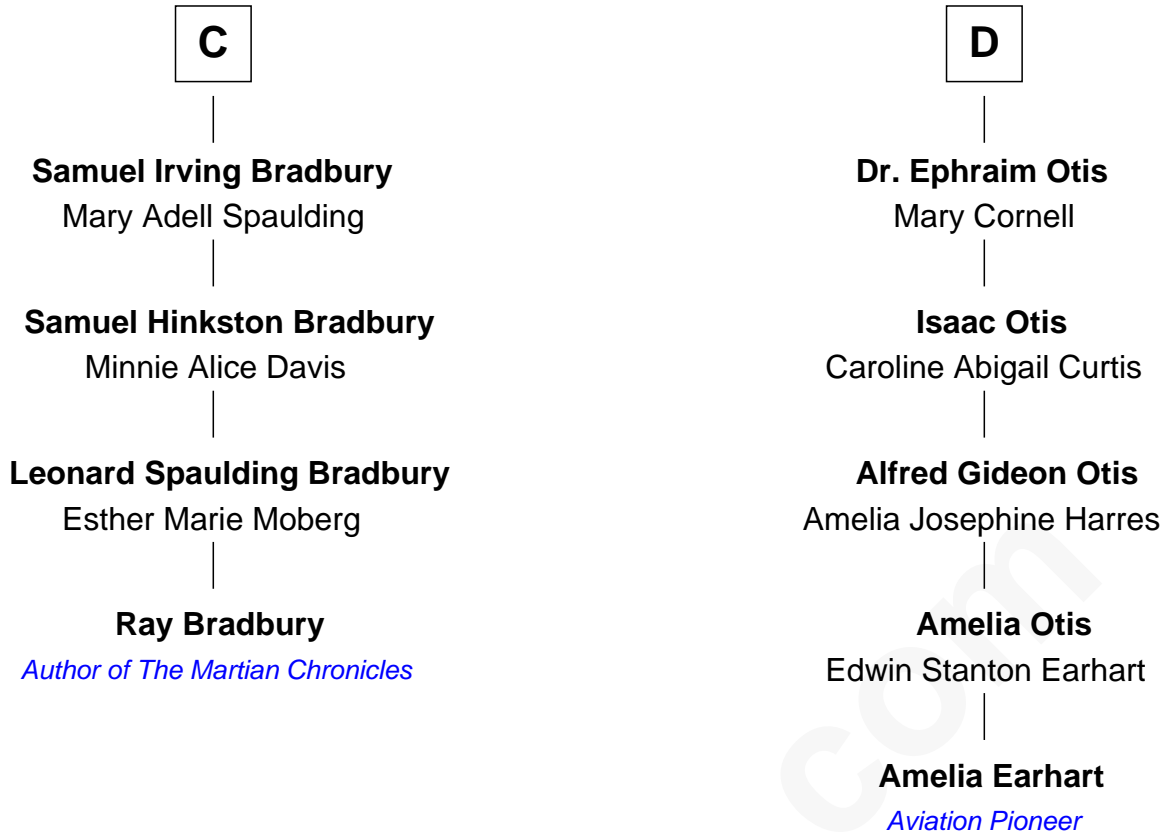 C
Samuel Irving Bradbury
Mary Adell Spaulding
Samuel Hinkston Bradbury
Minnie Alice Davis
Leonard Spaulding Bradbury
Esther Marie Moberg
Ray Bradbury
Author of The Martian Chronicles
D
Dr. Ephraim Otis
Mary Cornell
Isaac Otis
Caroline Abigail Curtis
Alfred Gideon Otis
Amelia Josephine Harres
Amelia Otis
Edwin Stanton Earhart
Amelia Earhart
Aviation Pioneer
com